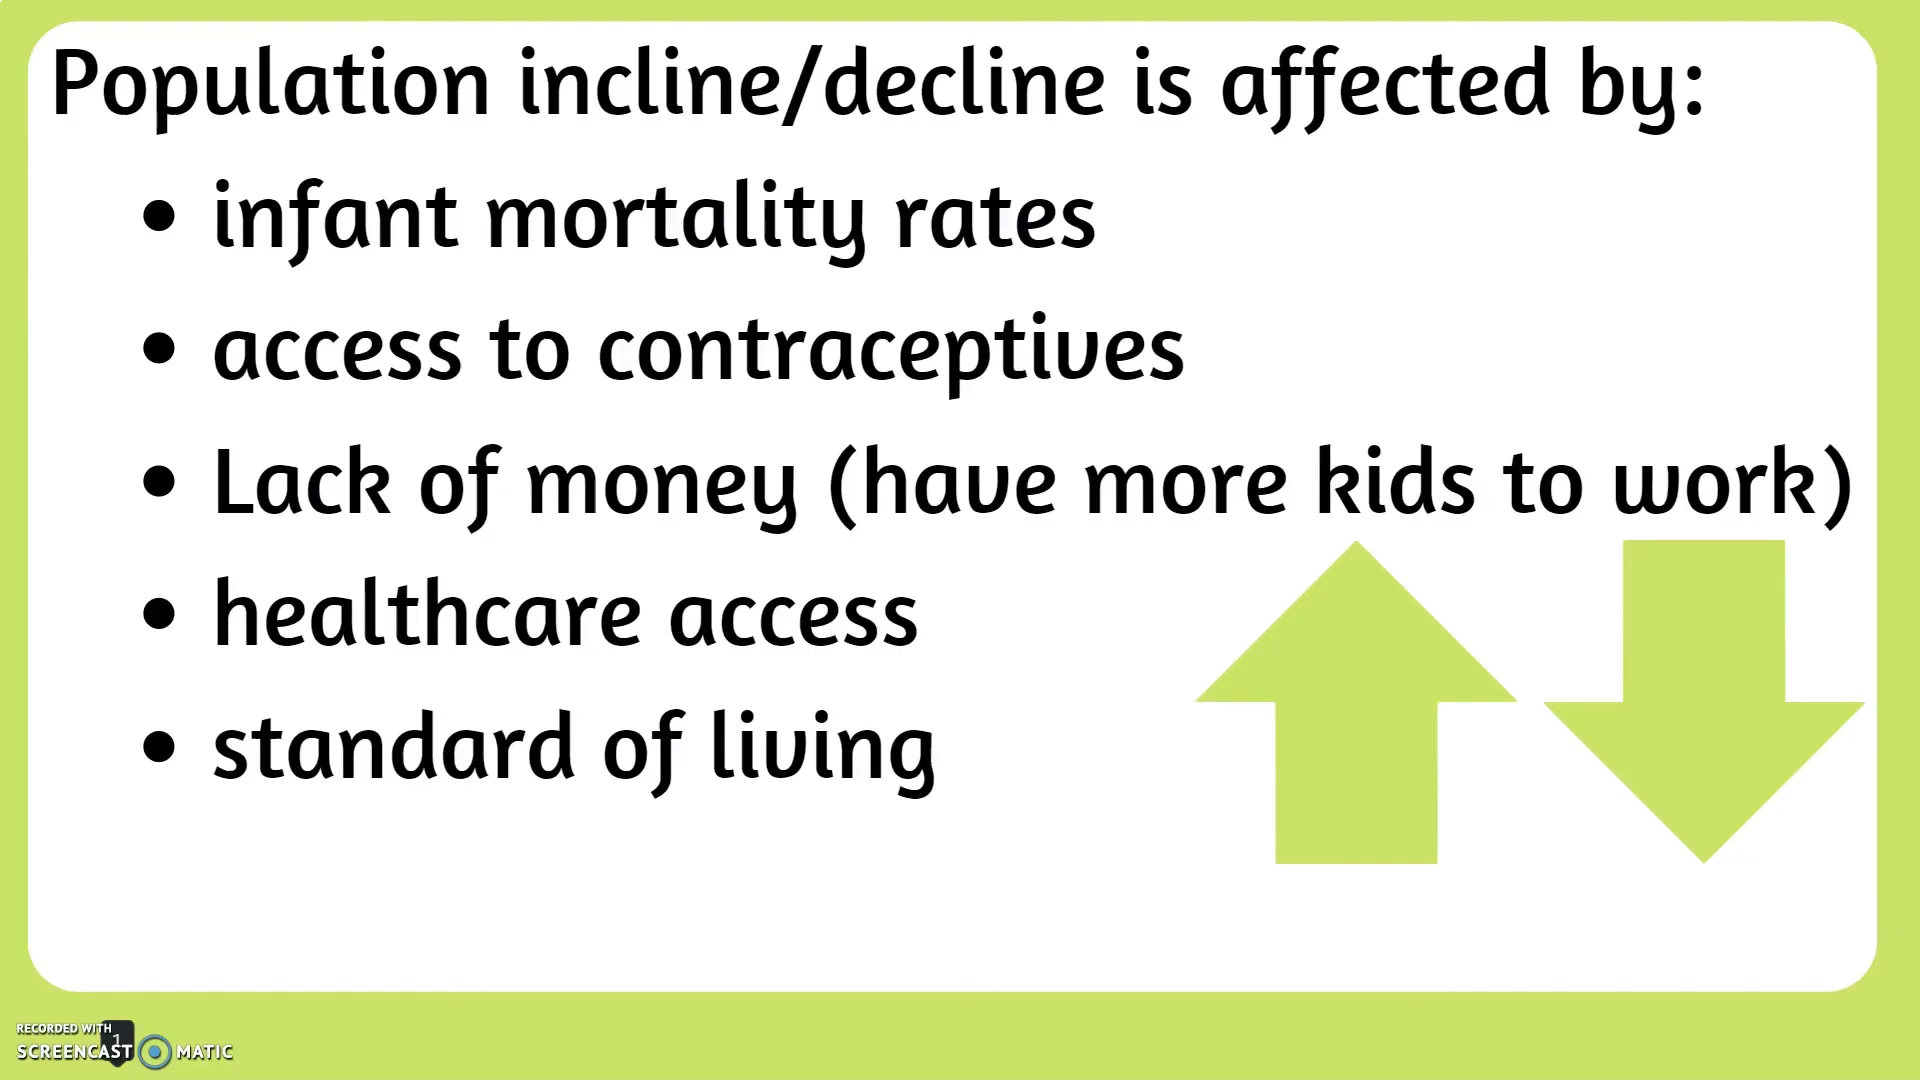 Population incline/decline is affected by:
• infant mortality rates
• access to contraceptives
• Lack of money (have more kids to work)
• healthcare access
• standard of living
RECORDED WITH
1
SCREENCAST MATIC